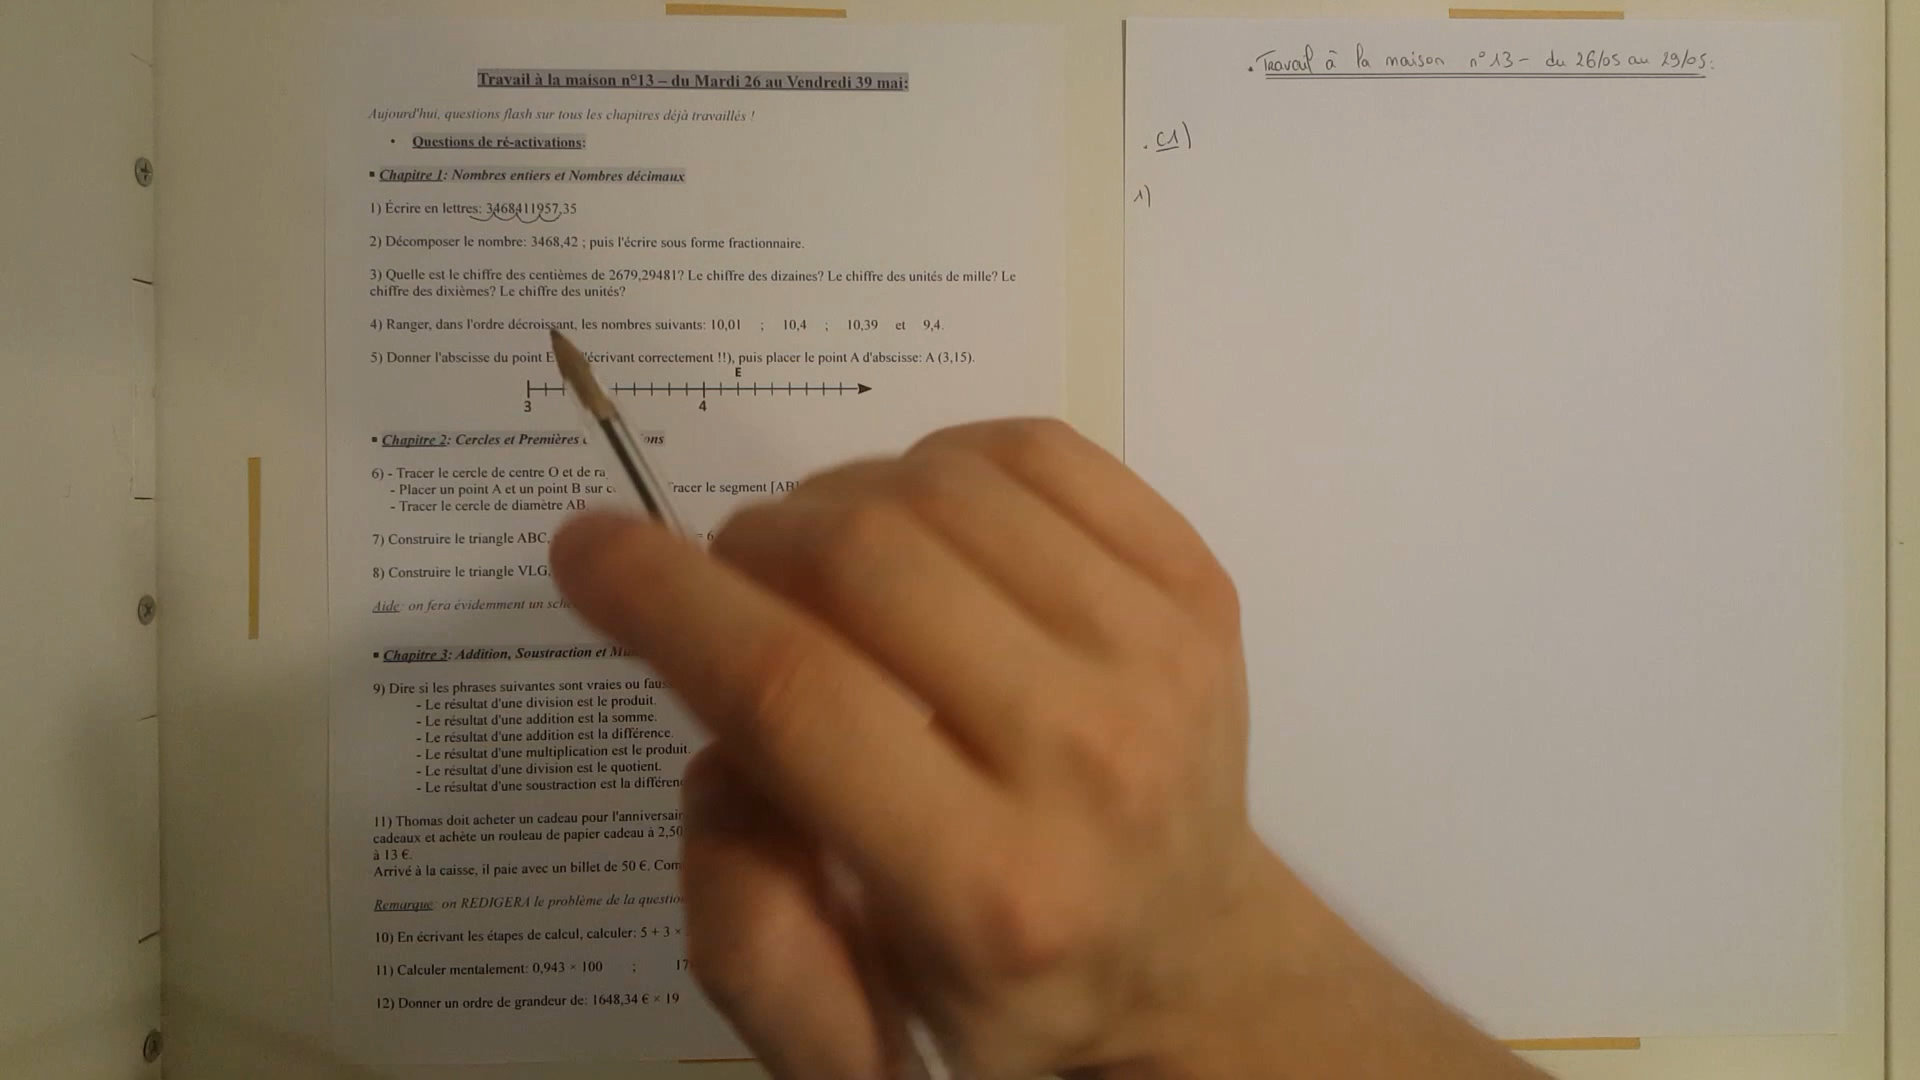 Travail à la maison n°13 – du Mardi 26 au Vendredi 39 mai:
Aujourd'hui, questions flash sur tous les chapitres déjà travaillés !
• Questions de ré-activations:
▪ Chapitre 1: Nombres entiers et Nombres décimaux
1) Écrire en lettres: 3468411957,35
2) Décomposer le nombre: 3468,42 ; puis l'écrire sous forme fractionnaire.
3) Quelle est le chiffre des centièmes de 2679,29481? Le chiffre des dizaines? Le chiffre des unités de mille? Le
chiffre des dixièmes? Le chiffre des unités?
4) Ranger, dans l'ordre décroissant, les nombres suivants: 10,01 ; 10,4 ; 10,39 et 9,4.
5) Donner l'abscisse du point E l'écrivant correctement !!), puis placer le point A d'abscisse: A (3,15).
E
3 4
▪ Chapitre 2: Cercles et Premières
6) - Tracer le cercle de centre O et de
- Placer un point A et un point B sur Tracer le segment [AB]
- Tracer le cercle de diamètre AB
7) Construire le triangle ABC, = 6
8) Construire le triangle VLG,
Aide: on fera évidemment un
▪ Chapitre 3: Addition, Soustraction et
9) Dire si les phrases suivantes sont vraies ou
- Le résultat d'une division est le produit.
- Le résultat d'une addition est la somme.
- Le résultat d'une addition est la différence.
- Le résultat d'une multiplication est le produit.
- Le résultat d'une division est le quotient.
- Le résultat d'une soustraction est la
11) Thomas doit acheter un cadeau pour
cadeaux et achète un rouleau de papier cadeau à 2,50
à 13 €.
Arrivé à la caisse, il paie avec un billet de 50 €.
Remarque: on REDIGERA le problème de la
10) En écrivant les étapes de calcul, calculer: 5 + 3 ×
11) Calculer mentalement: 0,943 × 100 ; 17
12) Donner un ordre de grandeur de: 1648,34 € × 19
. Travail à la maison n°13 – du 26/05 au 29/05:
. C1)
1)